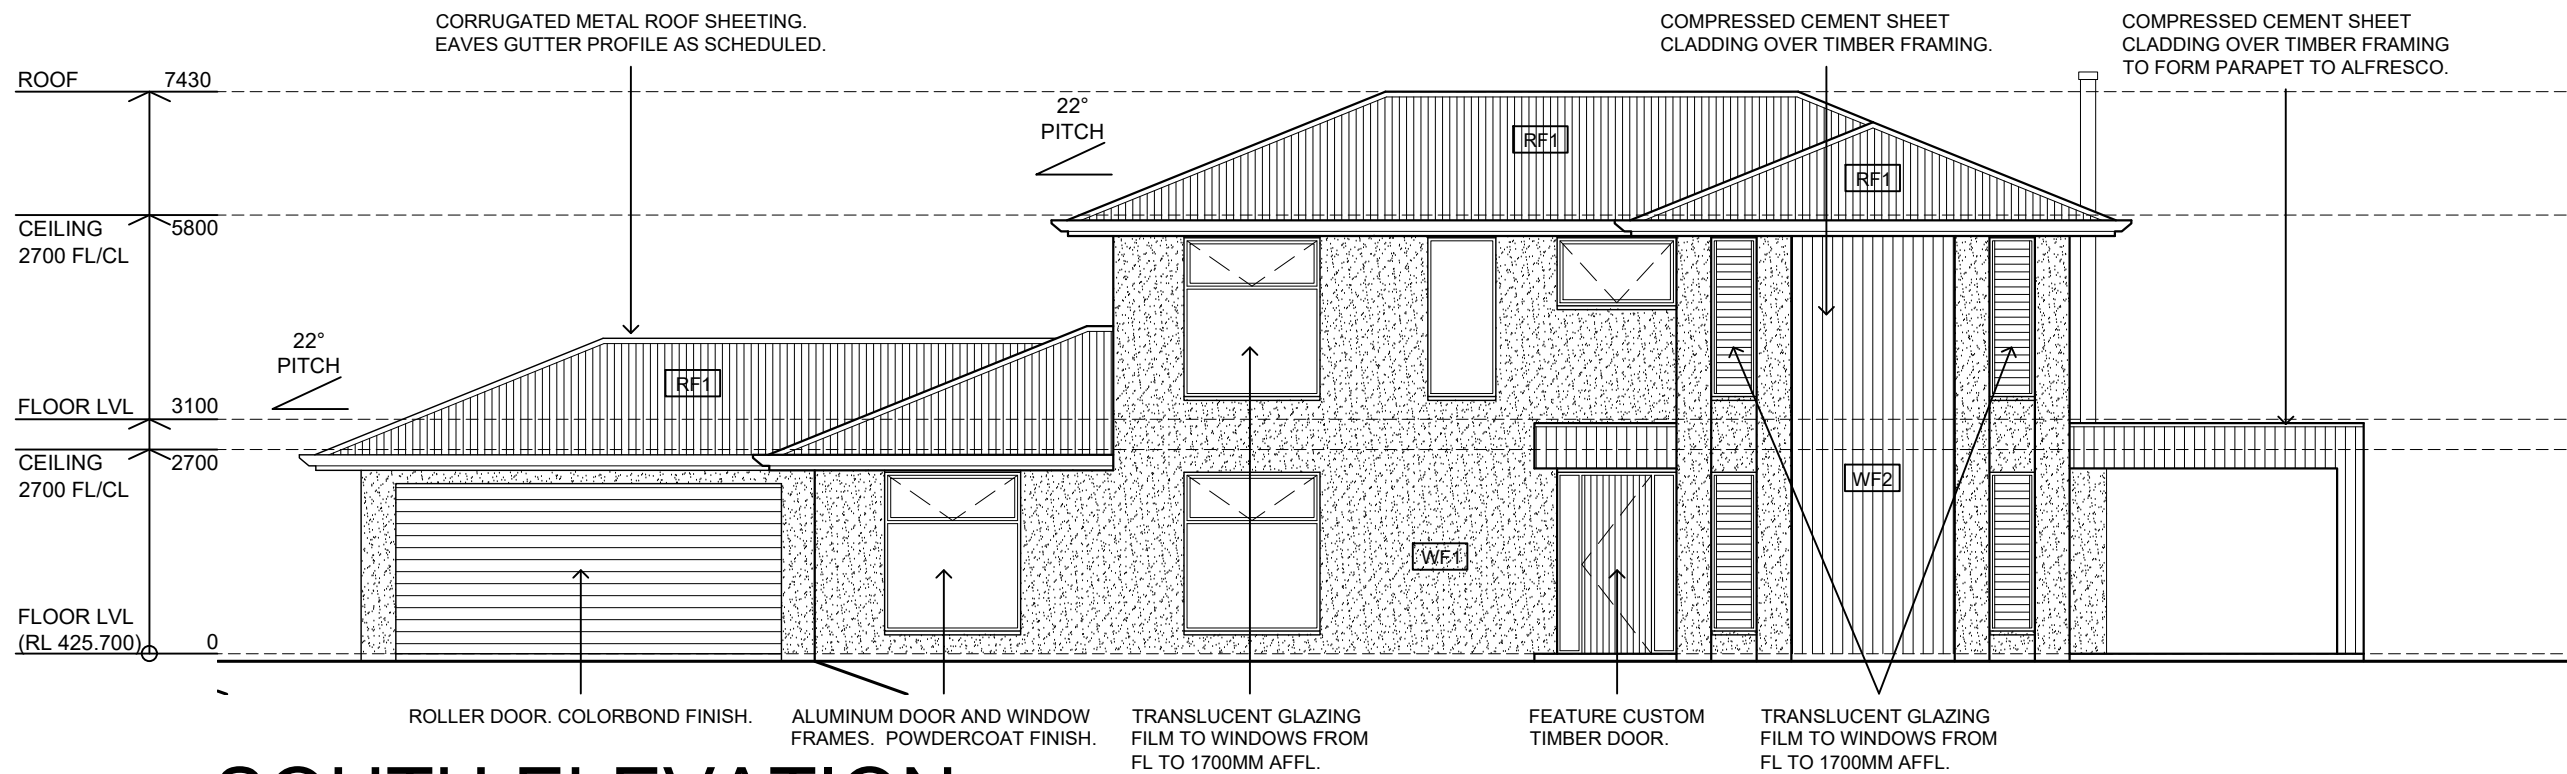 CORRUGATED METAL ROOF SHEETING.
EAVES GUTTER PROFILE AS SCHEDULED.
COMPRESSED CEMENT SHEET
CLADDING OVER TIMBER FRAMING.
COMPRESSED CEMENT SHEET
CLADDING OVER TIMBER FRAMING
TO FORM PARAPET TO ALFRESCO.
ROOF 7430
22°
PITCH
RF1
RF1
CEILING 5800
2700 FL/CL
22°
PITCH
RF1
FLOOR LVL 3100
CEILING 2700
2700 FL/CL
WF2
WF1
FLOOR LVL
(RL 425.700) 0
ROLLER DOOR. COLORBOND FINISH.
ALUMINUM DOOR AND WINDOW
FRAMES. POWDERCOAT FINISH.
TRANSLUCENT GLAZING
FILM TO WINDOWS FROM
FL TO 1700MM AFFL.
FEATURE CUSTOM
TIMBER DOOR.
TRANSLUCENT GLAZING
FILM TO WINDOWS FROM
FL TO 1700MM AFFL.
SOUTH ELEVATION